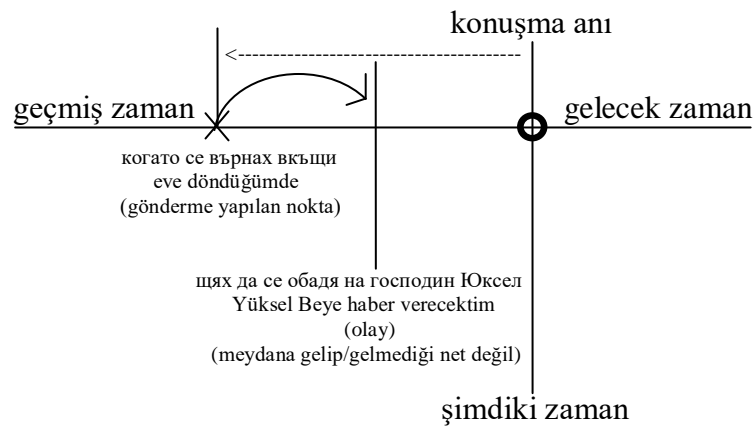 konuşma anı
geçmiş zaman
gelecek zaman
когато се върнах вкъщи
eve döndüğümde
(gönderme yapılan nokta)
щях да се обадя на господин Юксел
Yüksel Beye haber verecektim
(olay)
(meydana gelip/gelmediği net değil)
şimdiki zaman